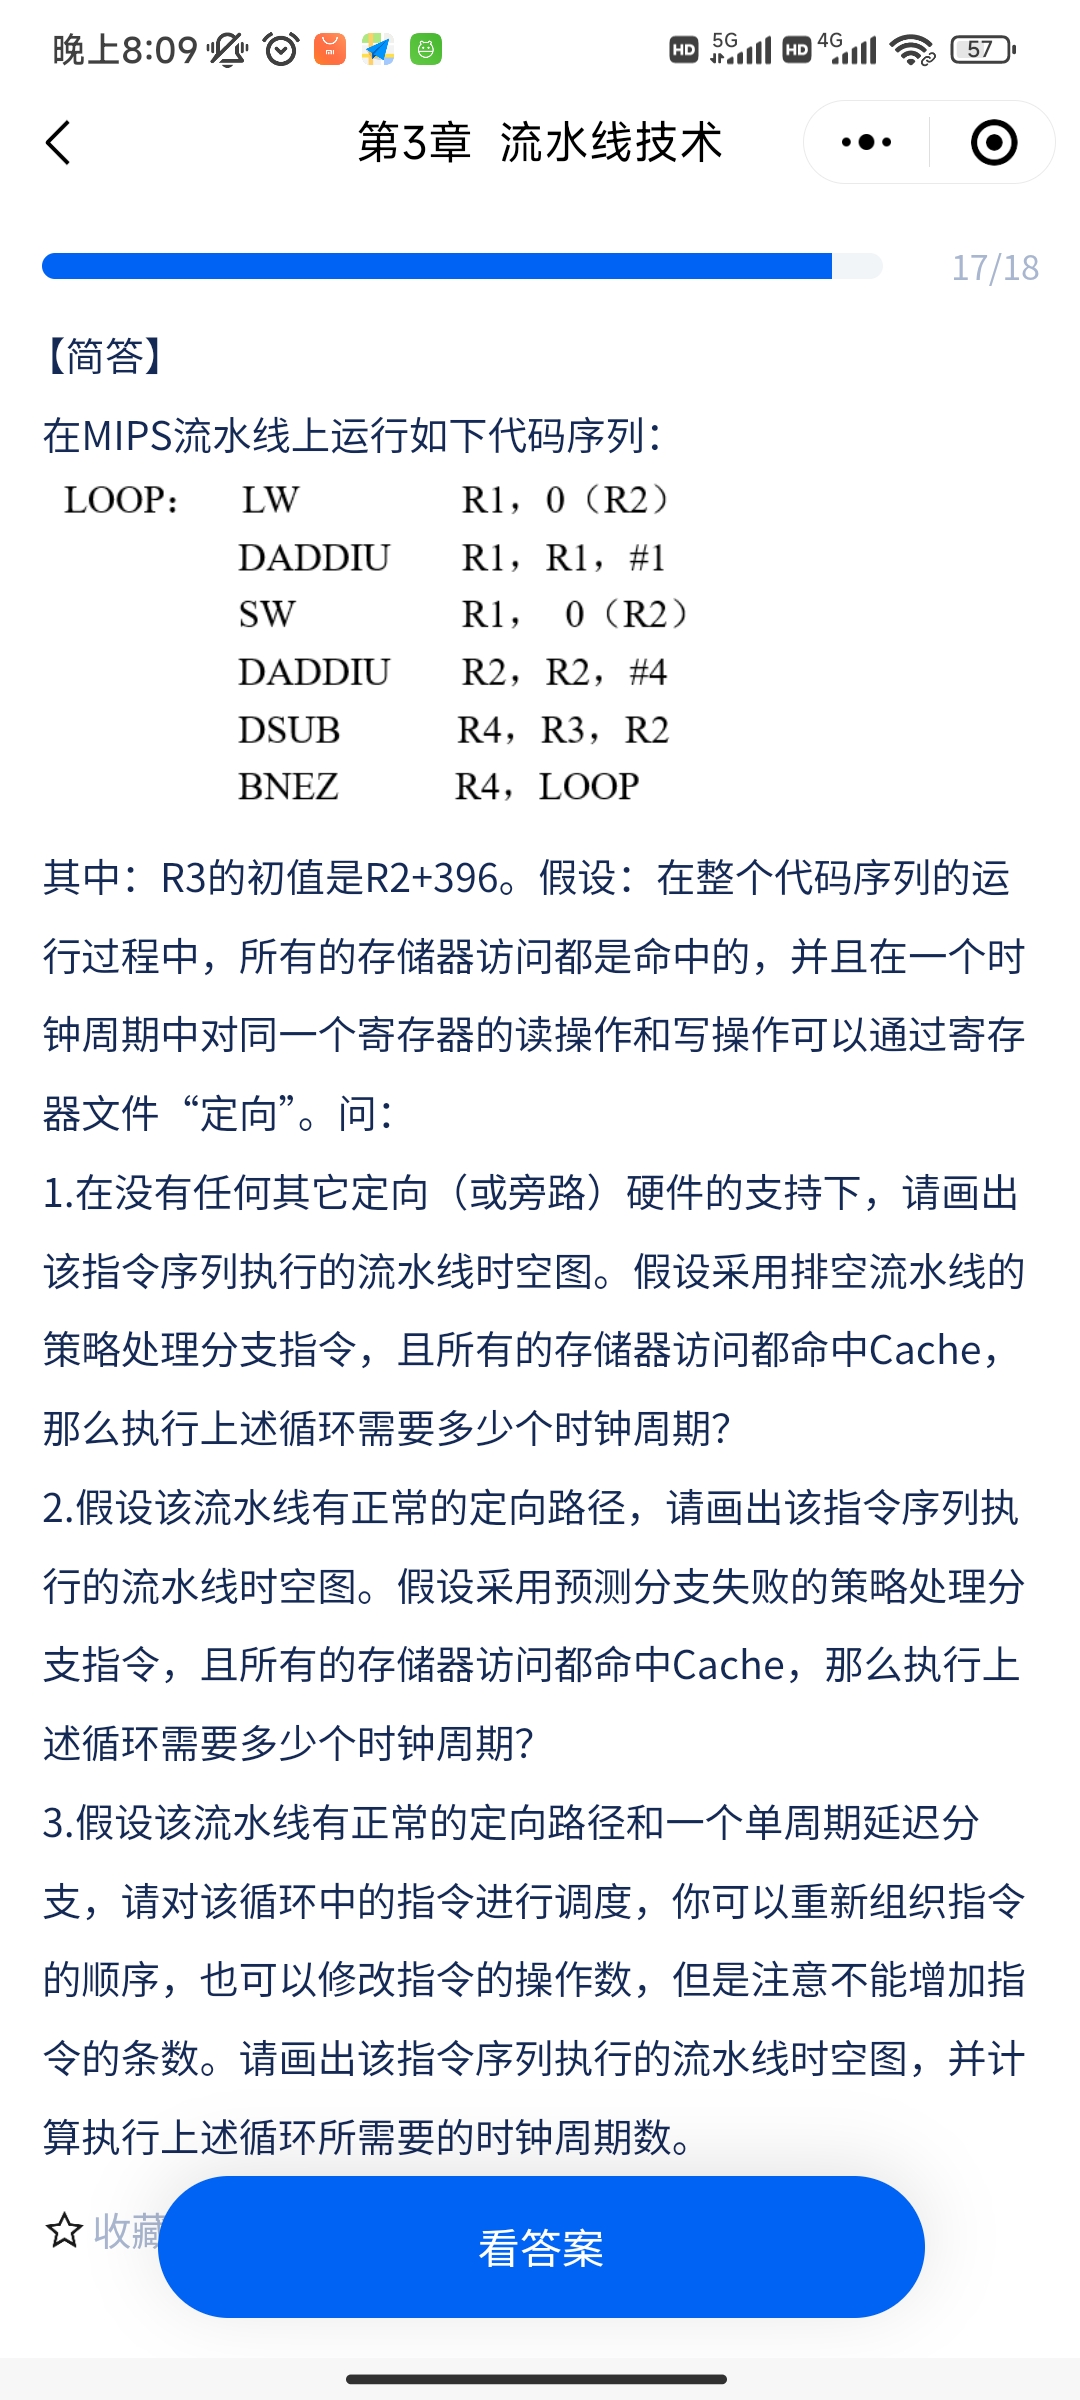 晚上8:09
HD 5G HD 4G 57
第3章 流水线技术
17/18
【简答】
在MIPS流水线上运行如下代码序列：
LOOP： LW R1，0（R2）
DADDIU R1，R1，#1
SW R1， 0（R2）
DADDIU R2，R2，#4
DSUB R4，R3，R2
BNEZ R4，LOOP
其中：R3的初值是R2+396。假设：在整个代码序列的运
行过程中，所有的存储器访问都是命中的，并且在一个时
钟周期中对同一个寄存器的读操作和写操作可以通过寄存
器文件“定向”。问：
1.在没有任何其它定向（或旁路）硬件的支持下，请画出
该指令序列执行的流水线时空图。假设采用排空流水线的
策略处理分支指令，且所有的存储器访问都命中Cache，
那么执行上述循环需要多少个时钟周期？
2.假设该流水线有正常的定向路径，请画出该指令序列执
行的流水线时空图。假设采用预测分支失败的策略处理分
支指令，且所有的存储器访问都命中Cache，那么执行上
述循环需要多少个时钟周期？
3.假设该流水线有正常的定向路径和一个单周期延迟分
支，请对该循环中的指令进行调度，你可以重新组织指令
的顺序，也可以修改指令的操作数，但是注意不能增加指
令的条数。请画出该指令序列执行的流水线时空图，并计
算执行上述循环所需要的时钟周期数。
收藏
看答案